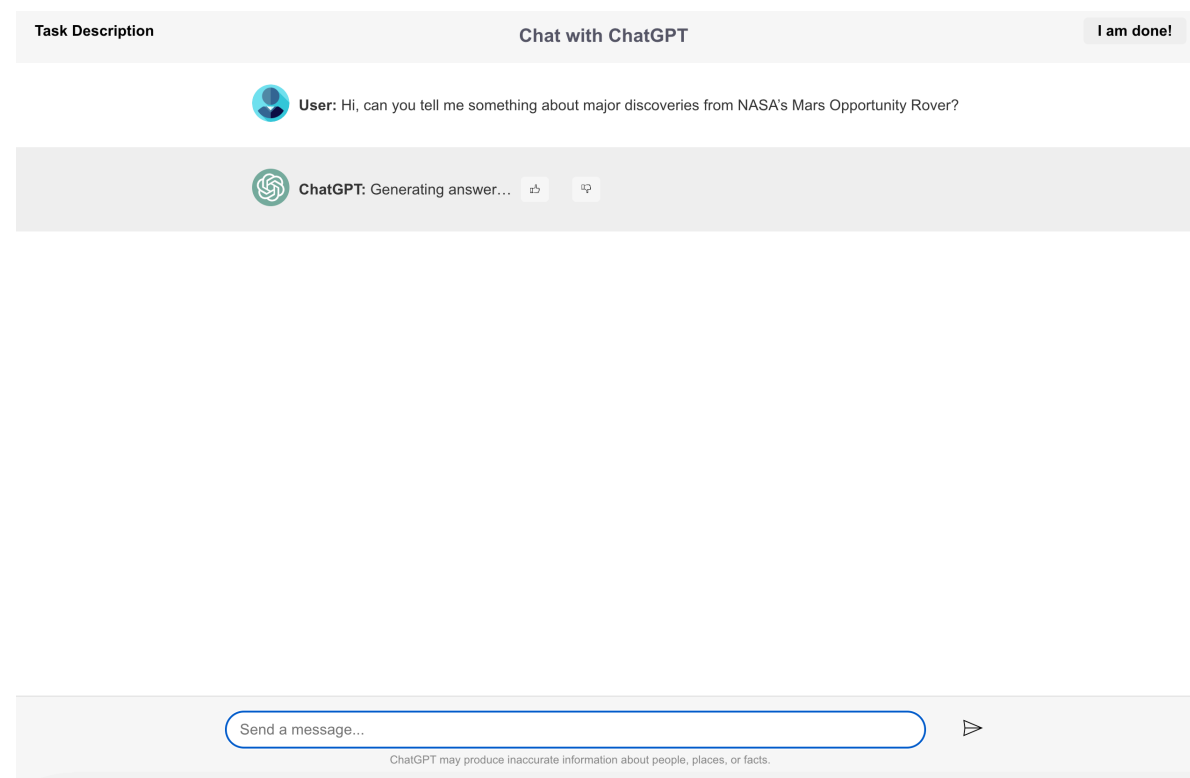 Task Description
Chat with ChatGPT
I am done!
User: Hi, can you tell me something about major discoveries from NASA’s Mars Opportunity Rover?
ChatGPT: Generating answer…
Send a message...
ChatGPT may produce inaccurate information about people, places, or facts.